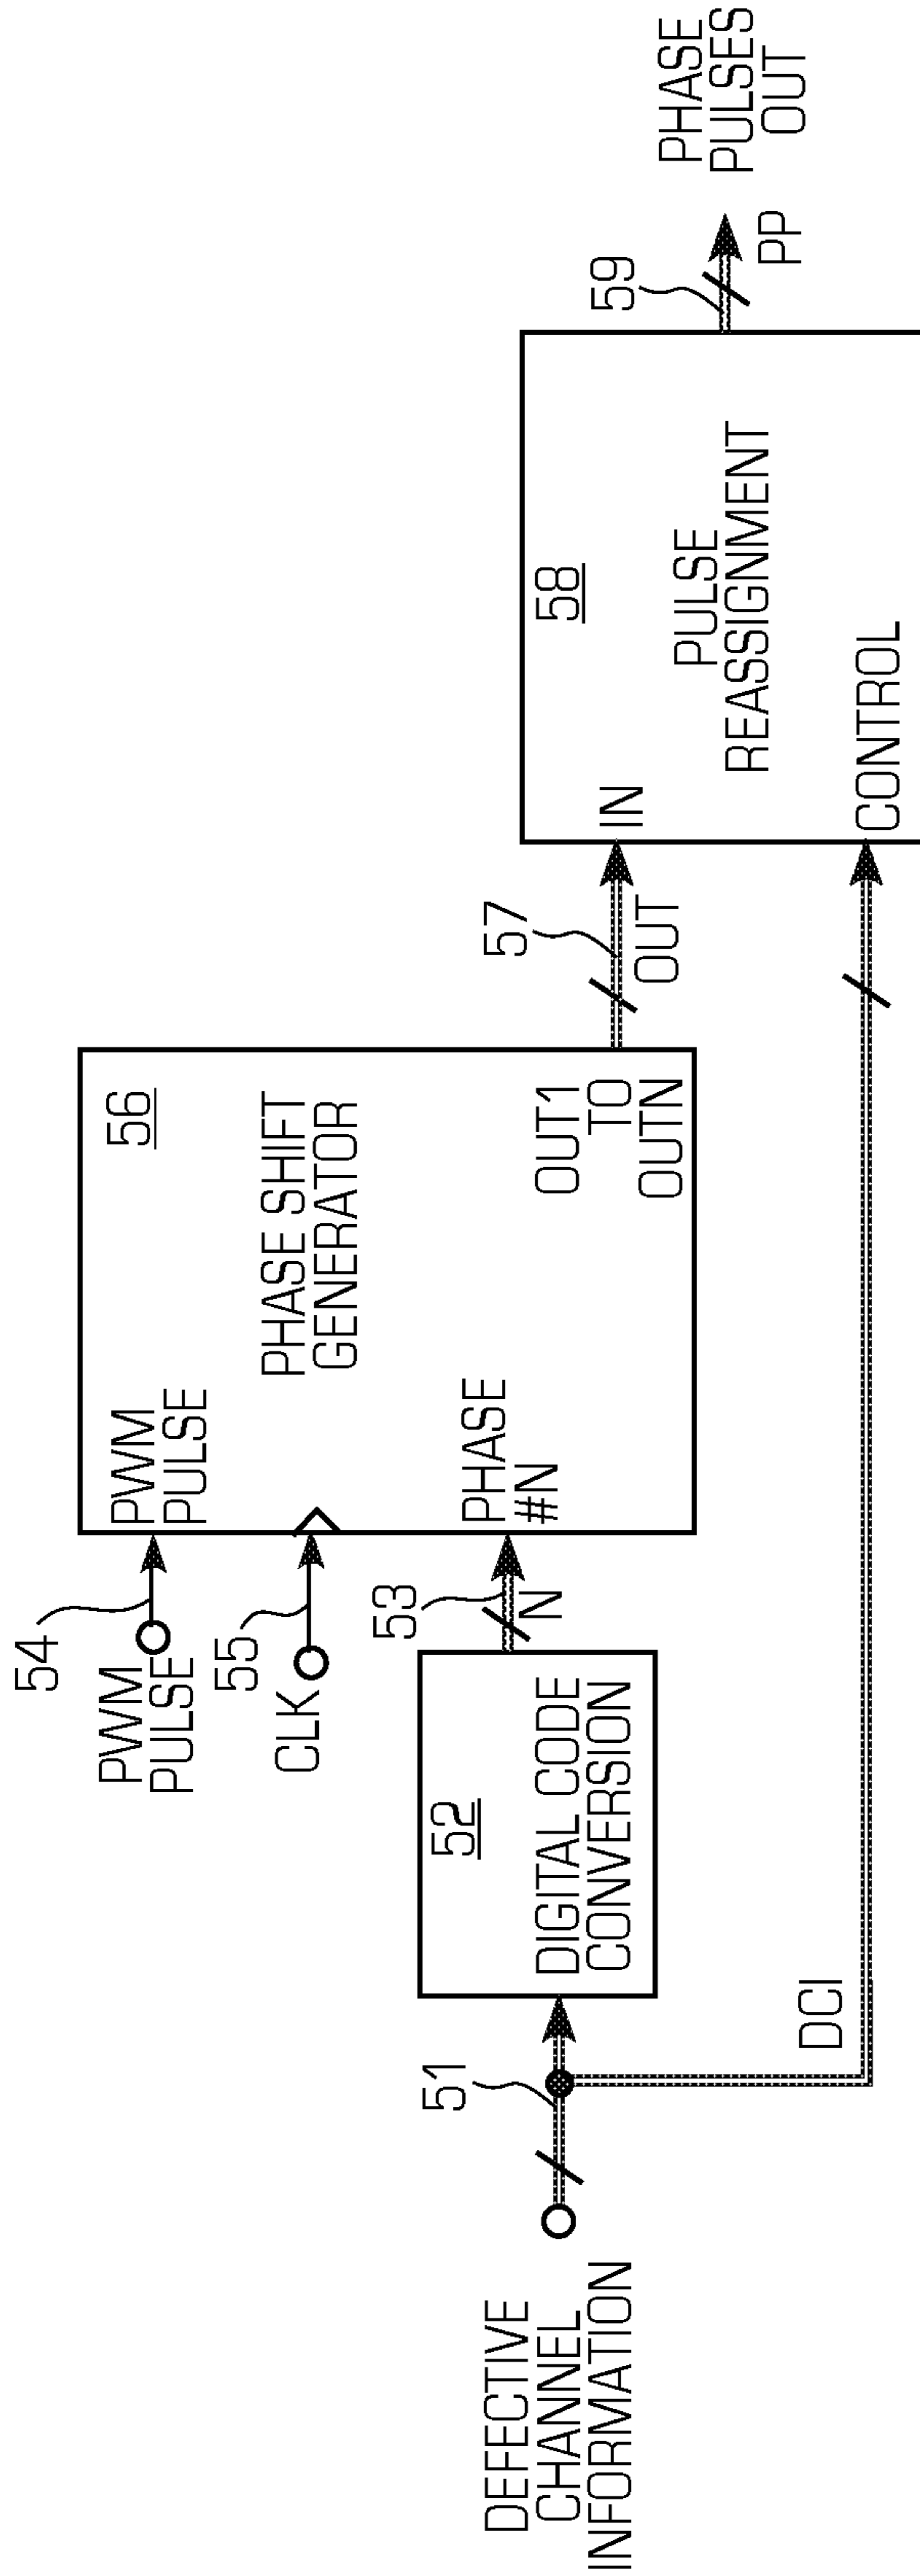 DEFECTIVE
CHANNEL
INFORMATION
51
DCI
52
DIGITAL CODE
CONVERSION
54
PWM
PULSE
55
CLK
53
N
PWM
PULSE
56
PHASE SHIFT
GENERATOR
PHASE
#N
OUT1
TO
OUTN
57
OUT
IN
58
PULSE
REASSIGNMENT
CONTROL
59
PP
PHASE
PULSES
OUT